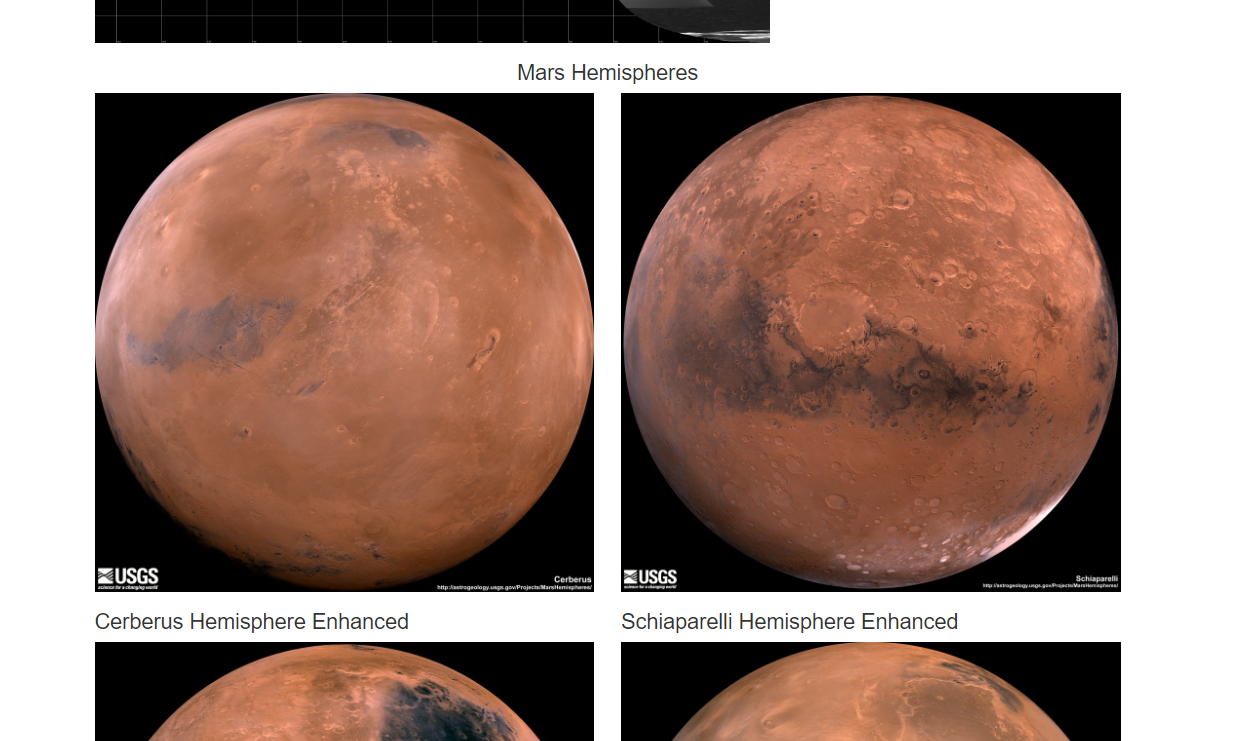 Mars Hemispheres
USGS
science for a changing world
Cerberus
http://astrogeology.usgs.gov/Projects/MarsHemispheres/
USGS
science for a changing world
Schiaparelli
http://astrogeology.usgs.gov/Projects/MarsHemispheres/
Cerberus Hemisphere Enhanced
Schiaparelli Hemisphere Enhanced